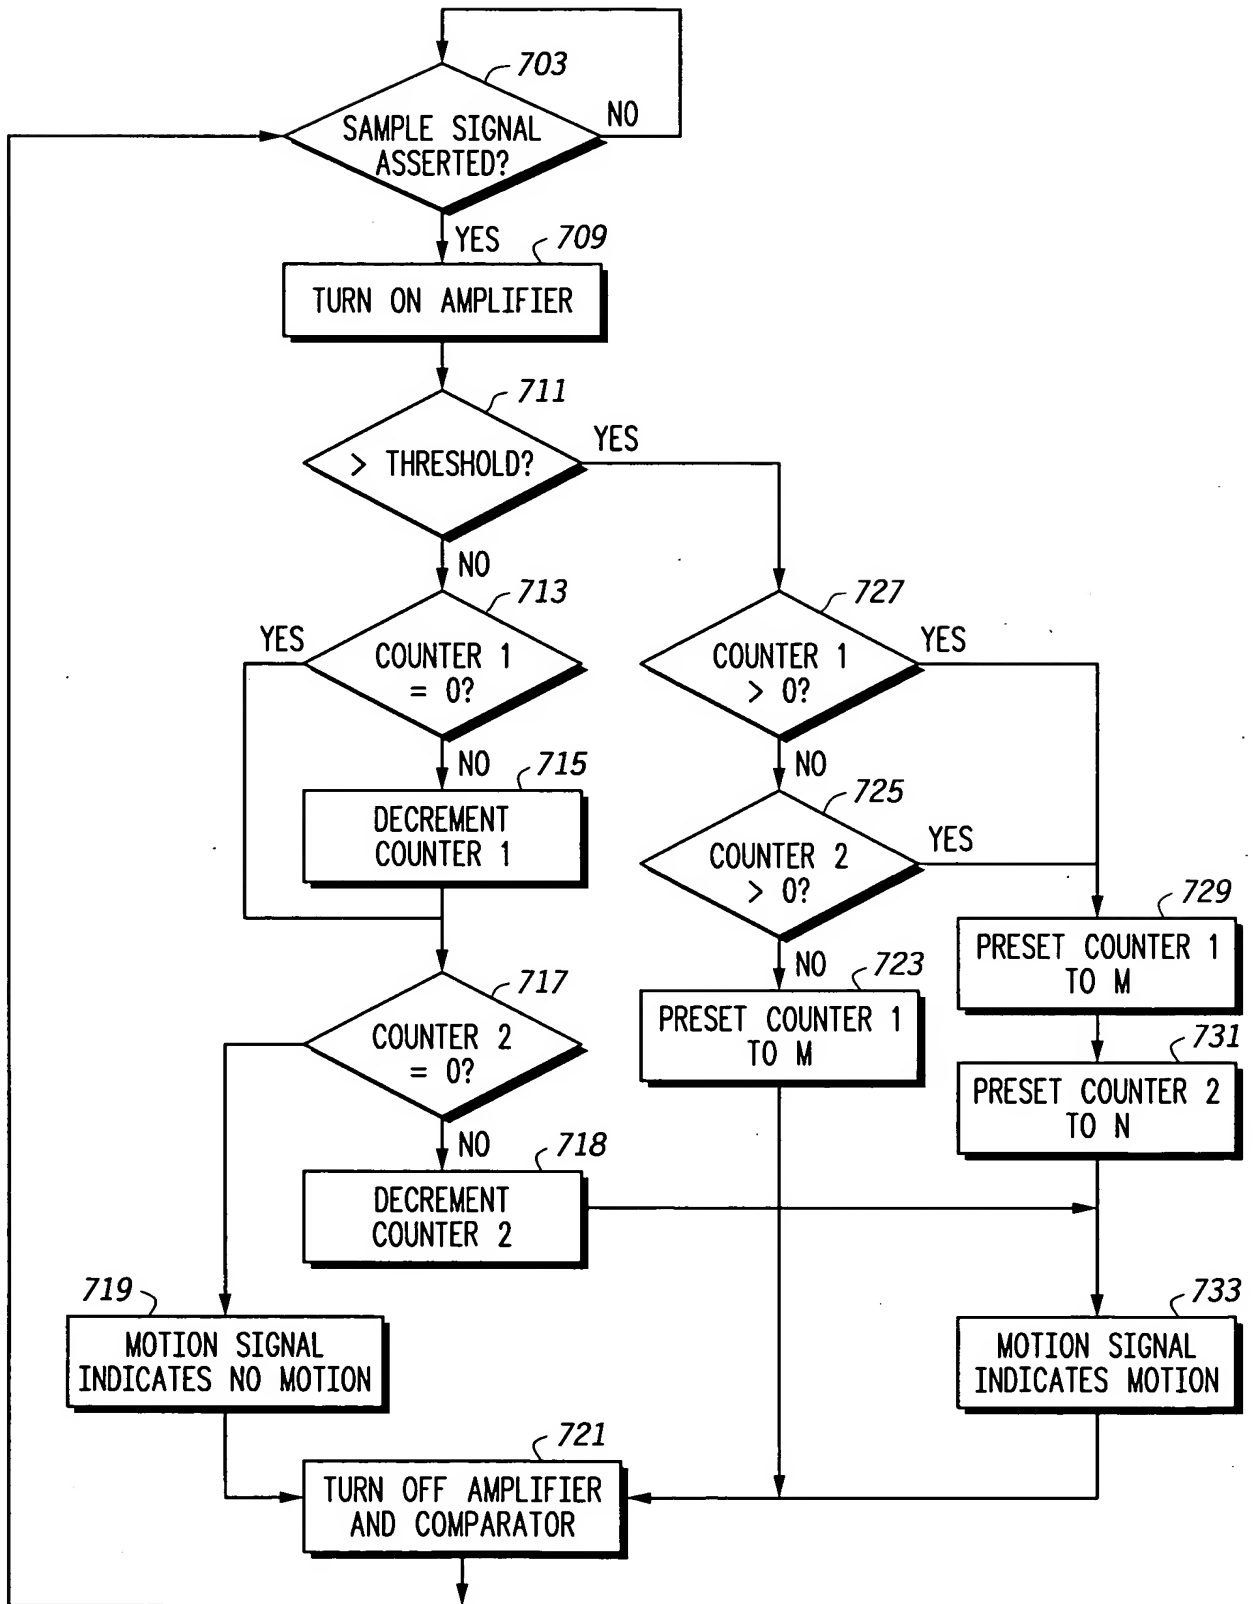 703
SAMPLE SIGNAL
ASSERTED?
NO
YES
709
TURN ON AMPLIFIER
711
> THRESHOLD?
YES
NO
713
COUNTER 1
= 0?
YES
NO
715
DECREMENT
COUNTER 1
717
COUNTER 2
= 0?
NO
718
DECREMENT
COUNTER 2
719
MOTION SIGNAL
INDICATES NO MOTION
721
TURN OFF AMPLIFIER
AND COMPARATOR
727
COUNTER 1
> 0?
YES
NO
725
COUNTER 2
> 0?
YES
NO
723
PRESET COUNTER 1
TO M
729
PRESET COUNTER 1
TO M
731
PRESET COUNTER 2
TO N
733
MOTION SIGNAL
INDICATES MOTION